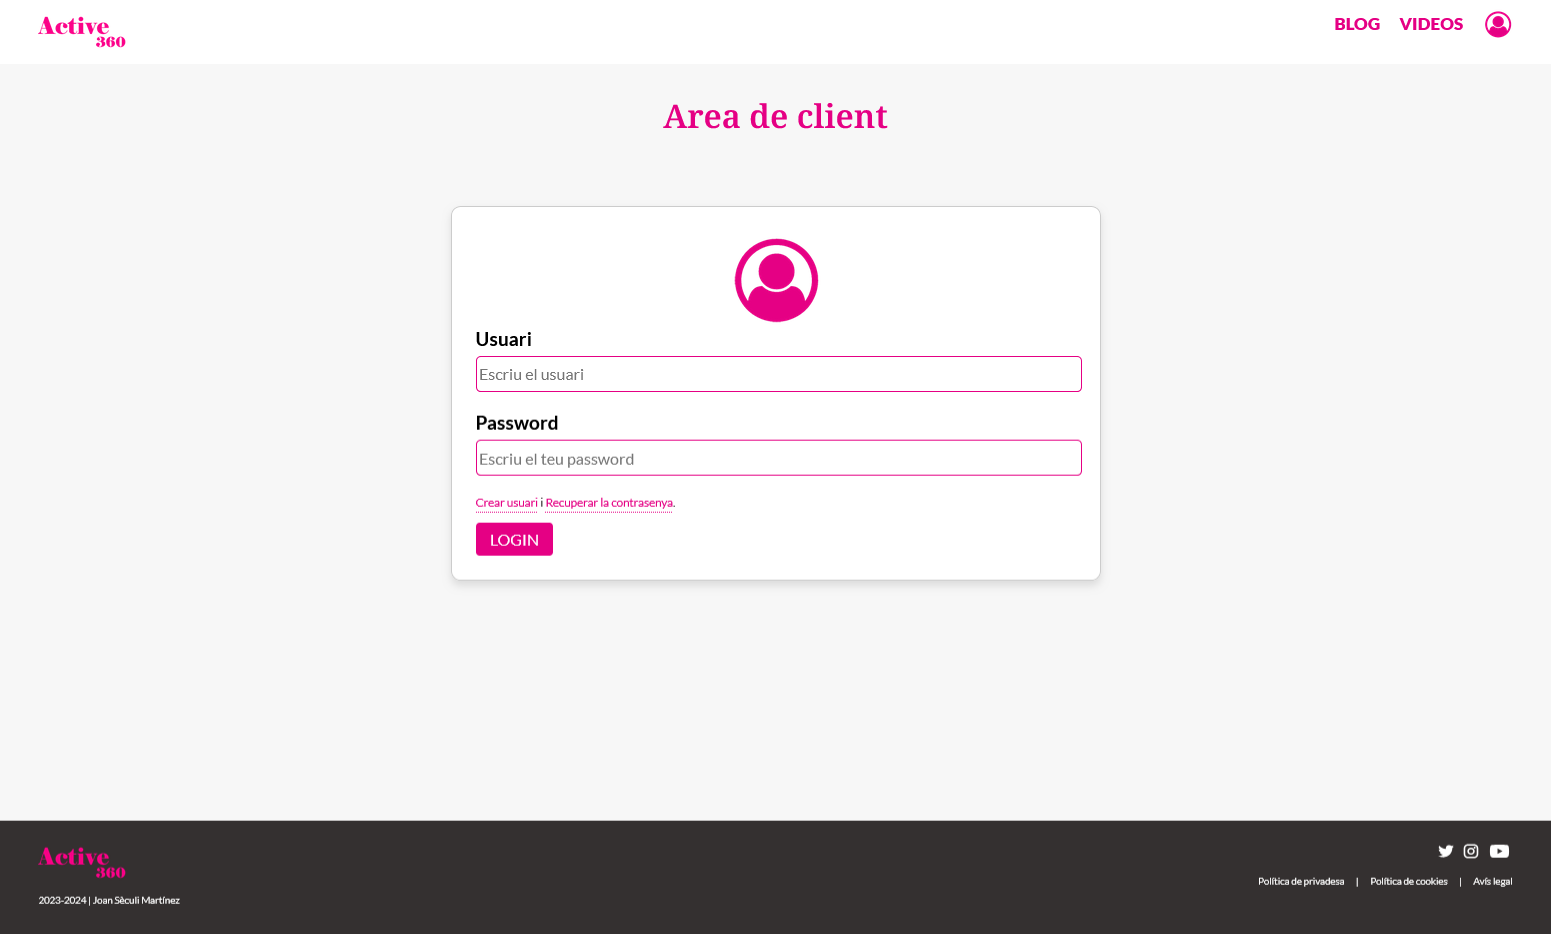 Active
360
BLOG
VIDEOS
Area de client
Usuari
Escriu el usuari
Password
Escriu el teu password
Crear usuari i Recuperar la contrasenya.
LOGIN
Active
360
2023-2024 | Joan Sèculi Martínez
Política de privadesa | Política de cookies | Avís legal